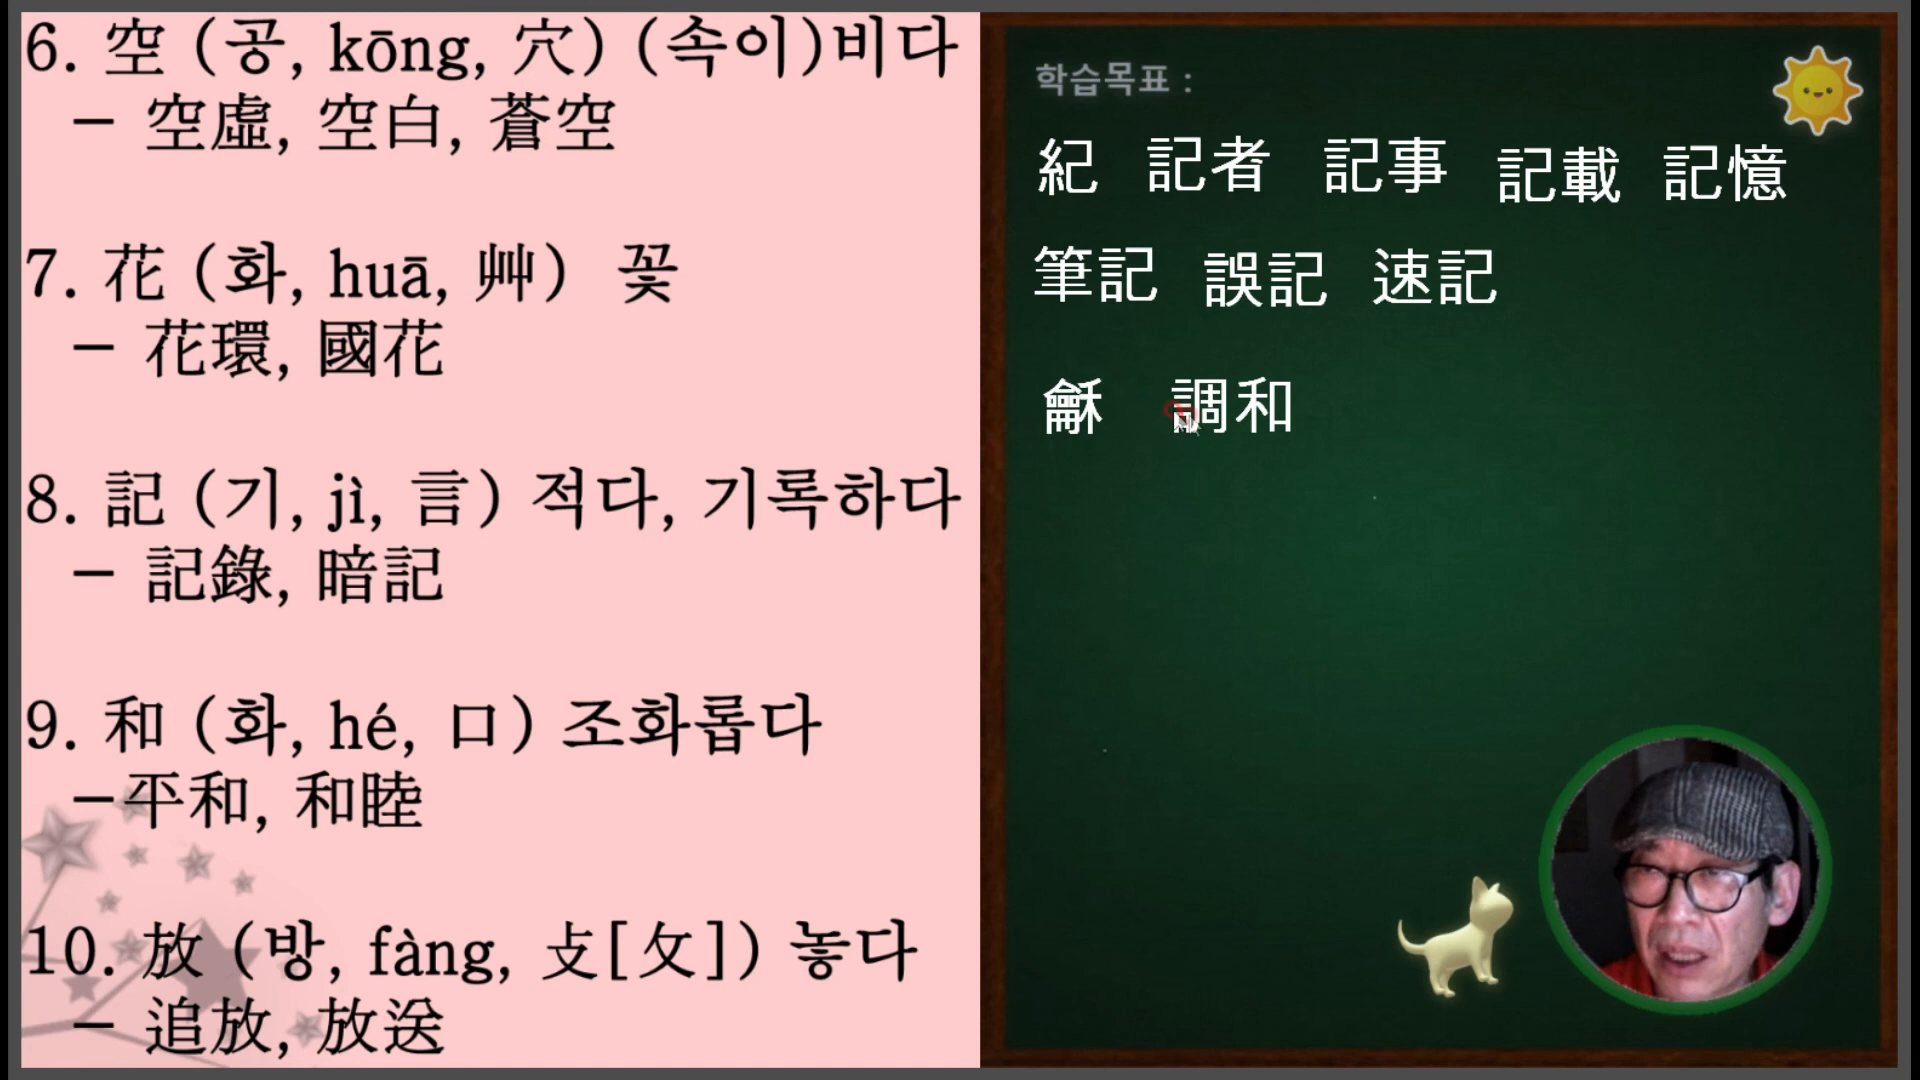 6. 空 (공, kōng, 穴) (속이)비다
– 空虛, 空白, 蒼空
7. 花 (화, huā, 艸) 꽃
– 花環, 國花
8. 記 (기, jì, 言) 적다, 기록하다
– 記錄, 暗記
9. 和 (화, hé, 口) 조화롭다
–平和, 和睦
10. 放 (방, fàng, 攴[攵]) 놓다
– 追放, 放送
학습목표 :
紀 記者 記事 記載 記憶
筆記 誤記 速記
龢 調和